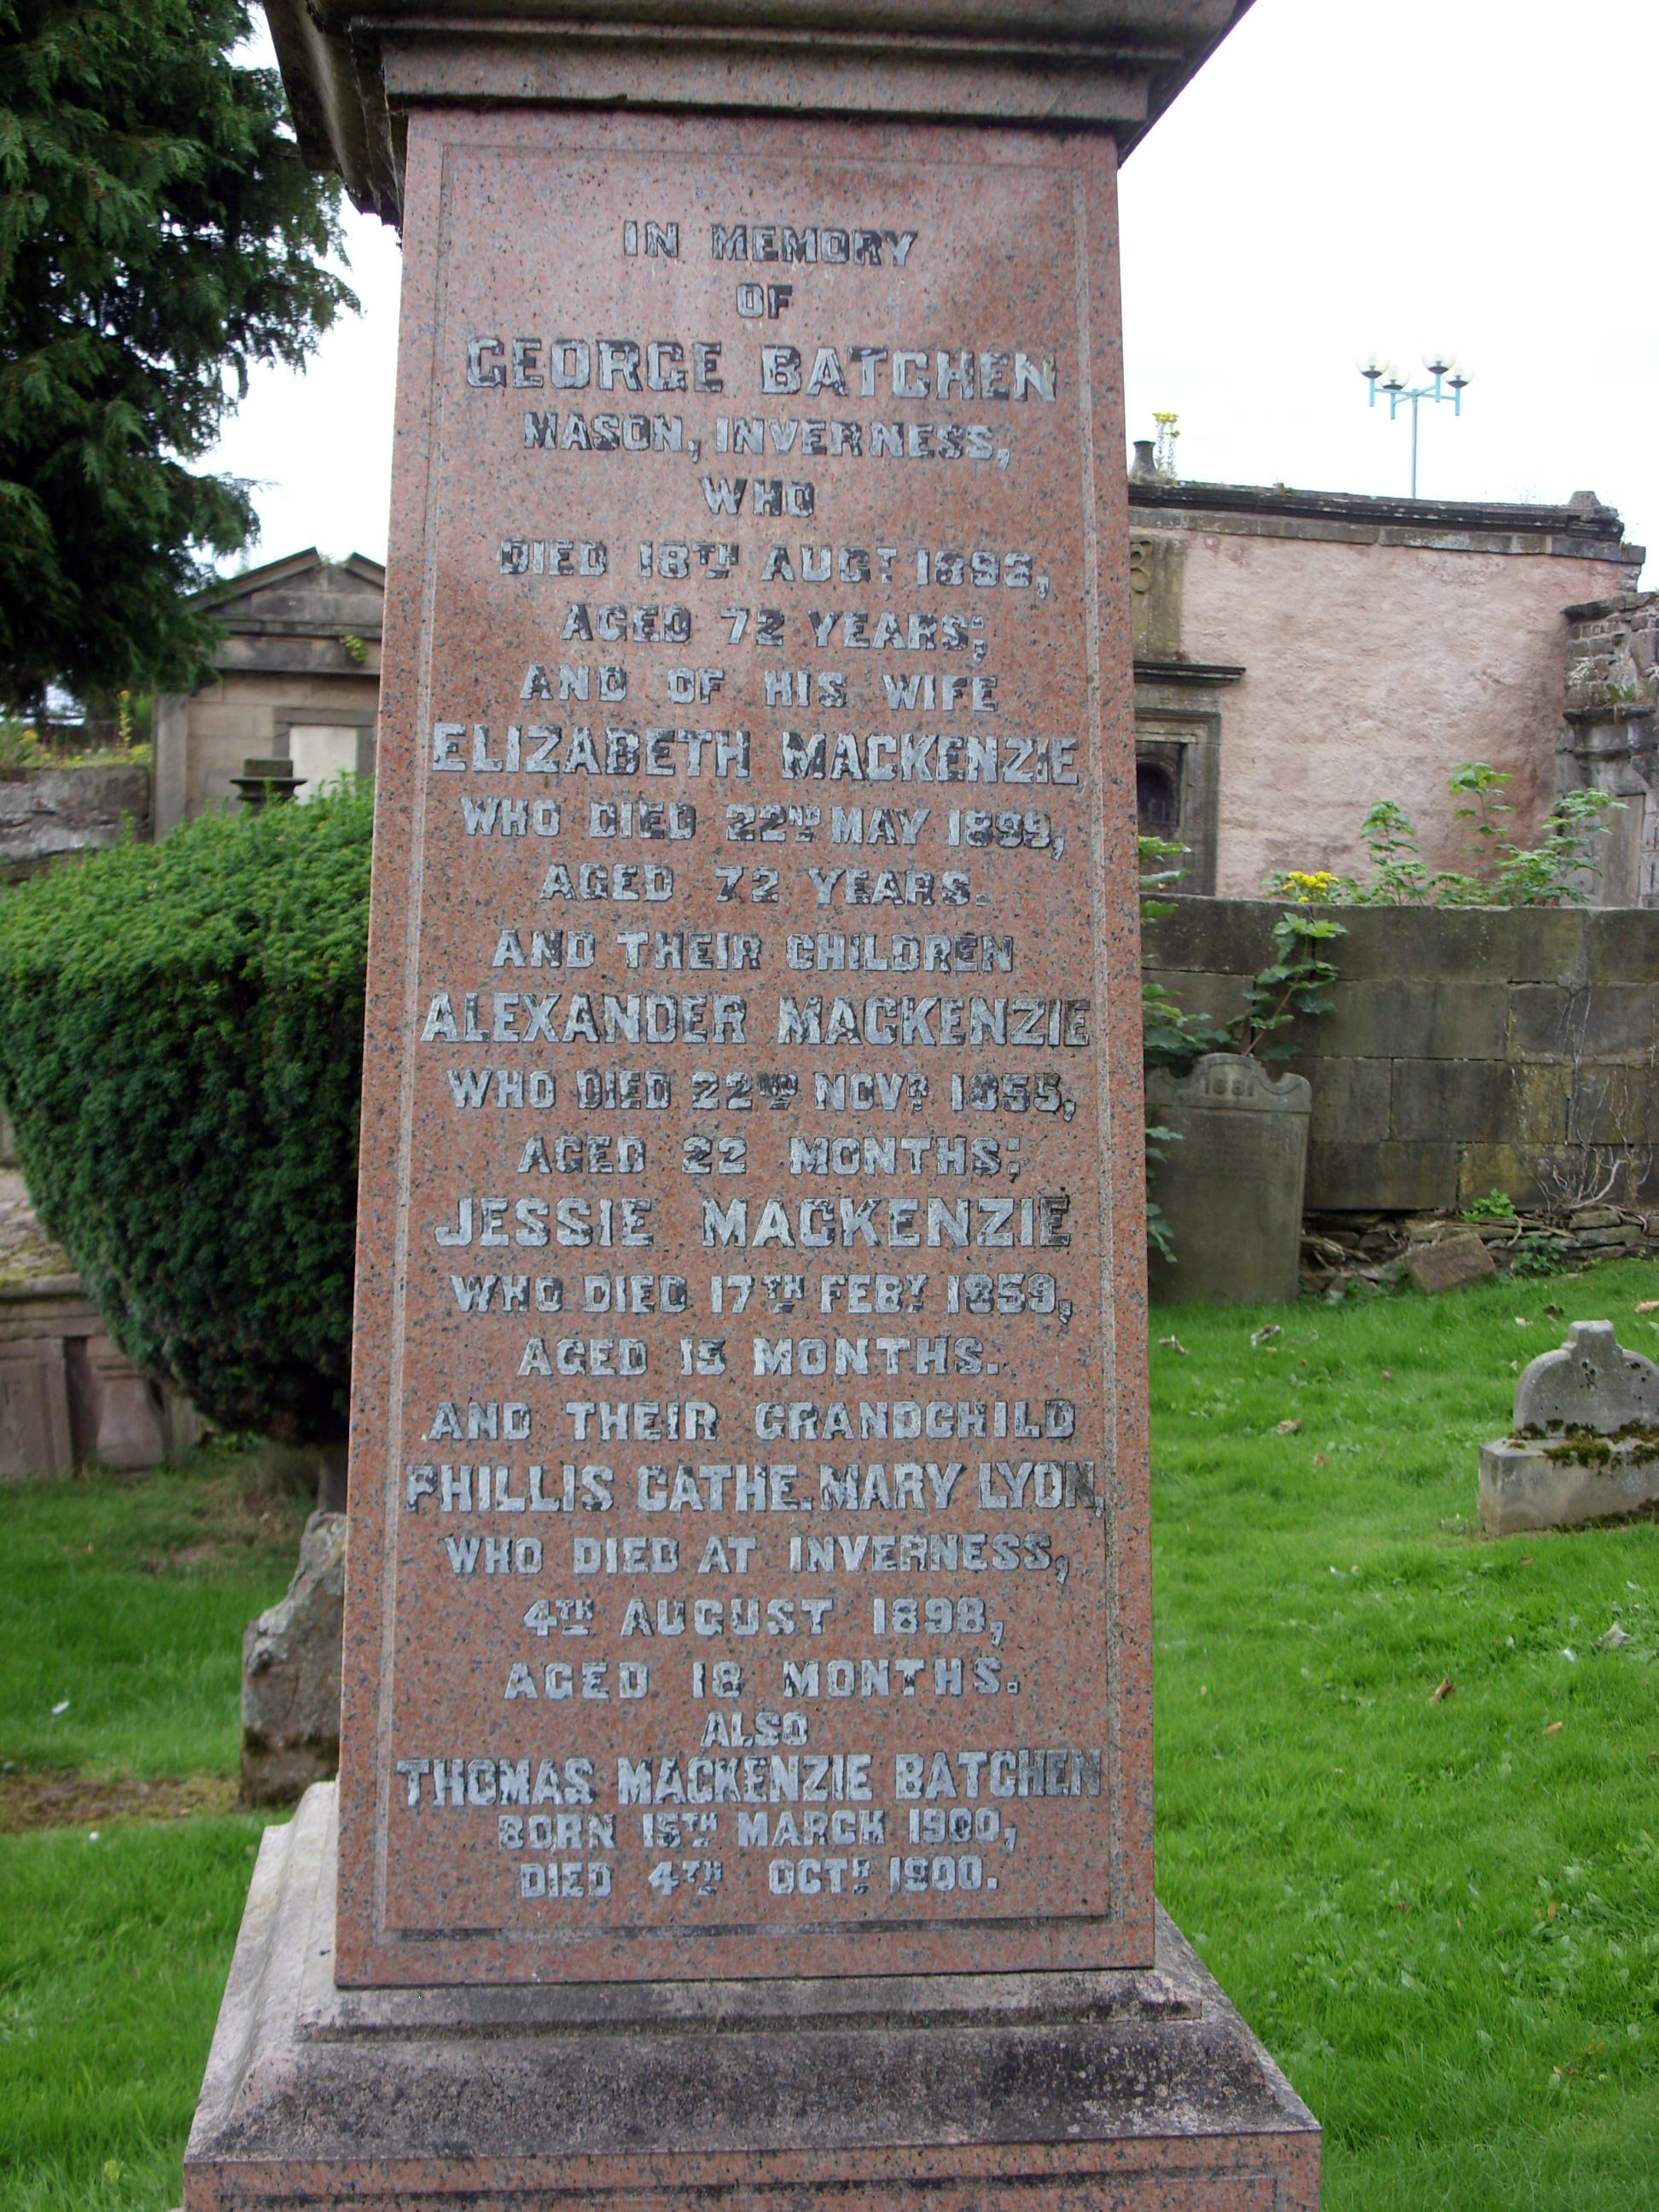 IN MEMORY
OF
GEORGE BATCHEN
MASON, INVERNESS,
WHO
DIED 18TH AUGT 1892,
AGED 72 YEARS;
AND OF HIS WIFE
ELIZABETH MACKENZIE
WHO DIED 22ND MAY 1899,
AGED 72 YEARS.
AND THEIR CHILDREN
ALEXANDER MACKENZIE
WHO DIED 22ND NOVR 1855,
AGED 22 MONTHS;
JESSIE MACKENZIE
WHO DIED 17TH FEBY 1859,
AGED 15 MONTHS.
AND THEIR GRANDCHILD
PHILLIS CATHE. MARY LYON,
WHO DIED AT INVERNESS,
4TH AUGUST 1898,
AGED 18 MONTHS.
ALSO
THOMAS MACKENZIE BATCHEN
BORN 15TH MARCH 1900,
DIED 4TH OCTR 1900.
1881